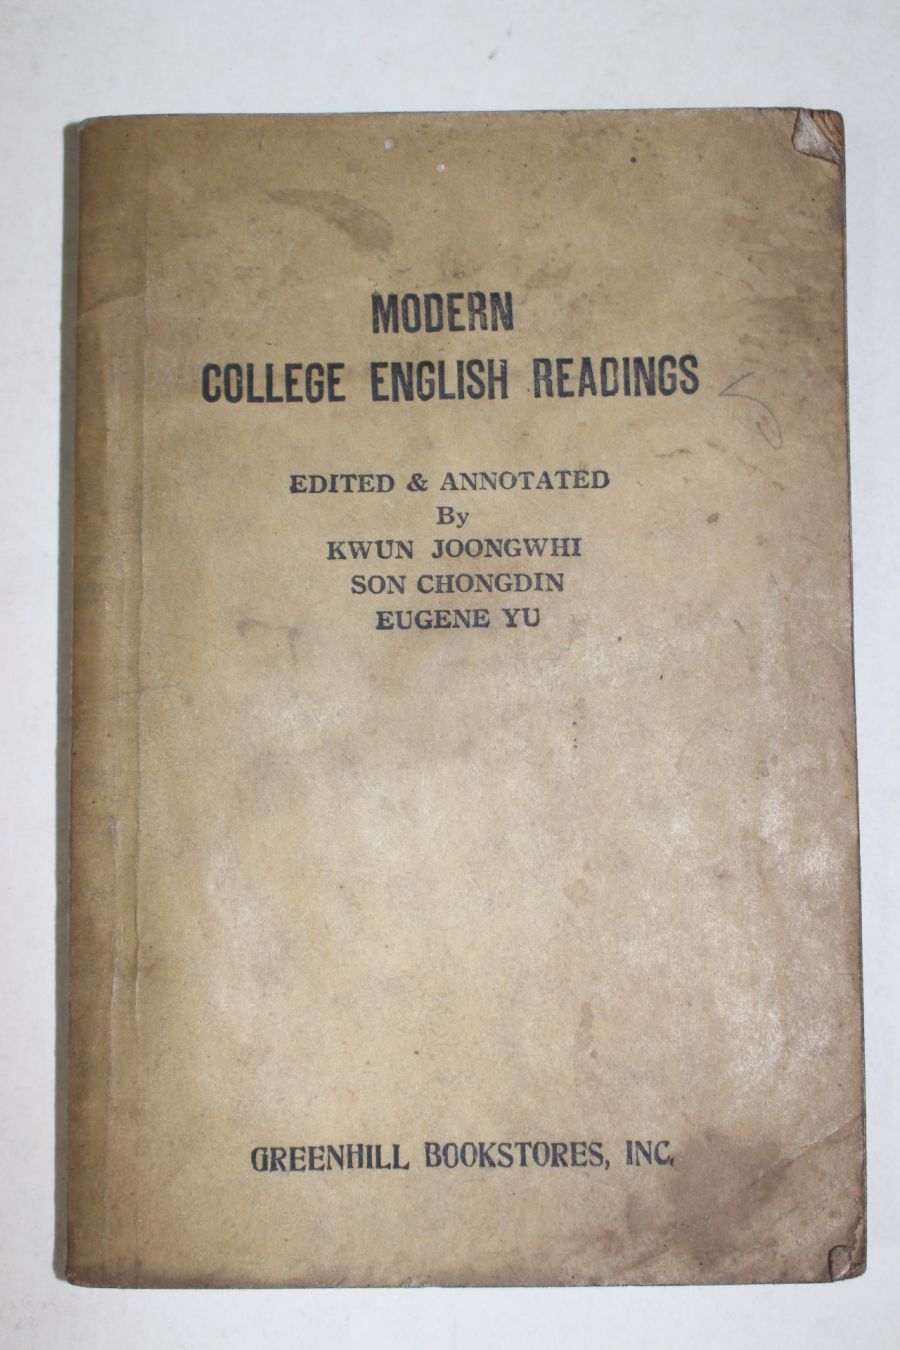 MODERN
COLLEGE ENGLISH READINGS
EDITED & ANNOTATED
By
KWUN JOONGWHI
SON CHONGDIN
EUGENE YU
GREENHILL BOOKSTORES, INC.